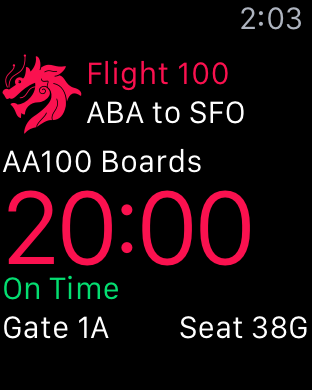 2:03
Flight 100
ABA to SFO
AA100 Boards
20:00
On Time
Gate 1A Seat 38G